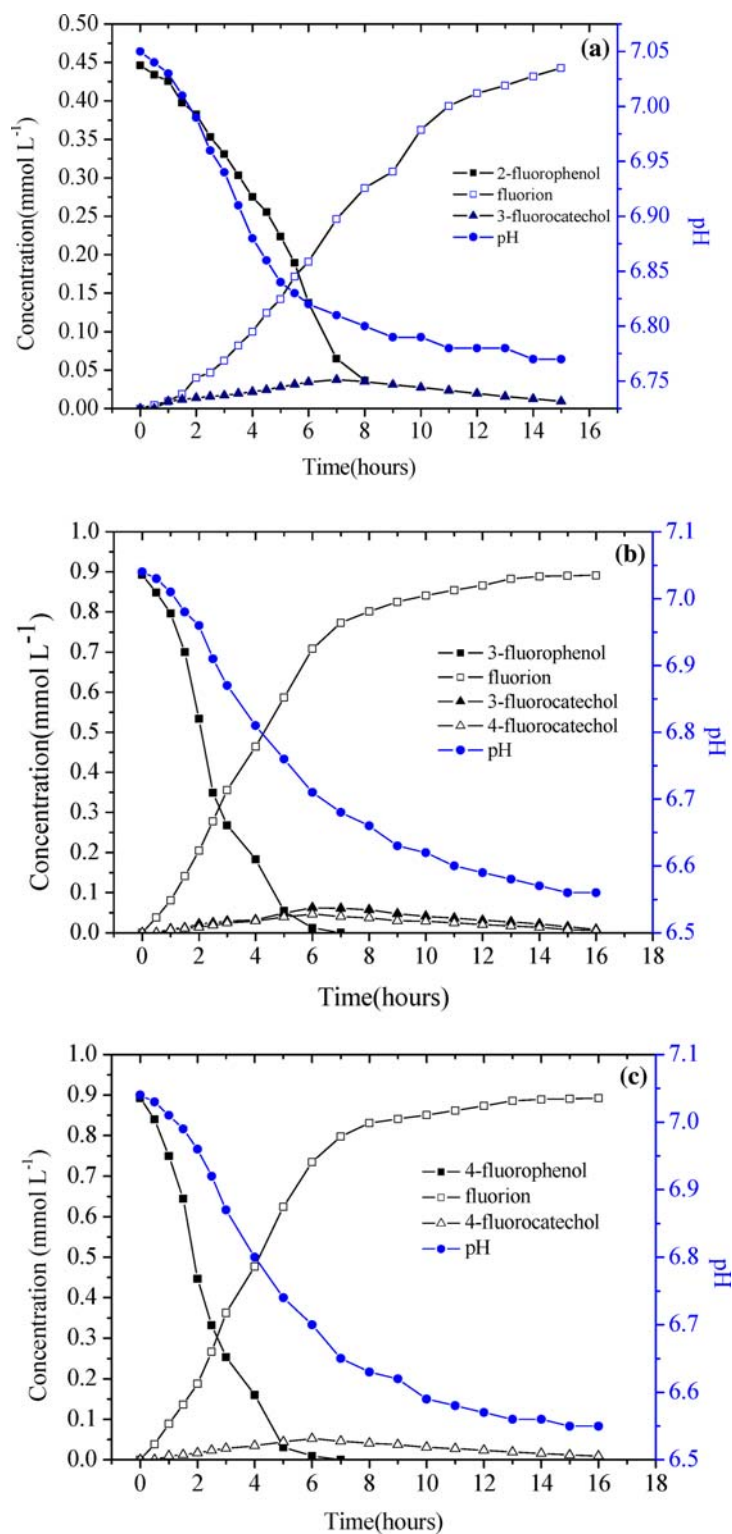 (a)
0.50
0.45
0.40
0.35
0.30
0.25
0.20
0.15
0.10
0.05
0.00
Concentration(mmol L⁻¹)
7.05
7.00
6.95
6.90
6.85
6.80
6.75
pH
2-fluorophenol
fluorion
3-fluorocatechol
pH
0 2 4 6 8 10 12 14 16
Time(hours)
(b)
1.0
0.9
0.8
0.7
0.6
0.5
0.4
0.3
0.2
0.1
0.0
Concentration(mmol L⁻¹)
7.1
7.0
6.9
6.8
6.7
6.6
6.5
pH
3-fluorophenol
fluorion
3-fluorocatechol
4-fluorocatechol
pH
0 2 4 6 8 10 12 14 16 18
Time(hours)
(c)
1.0
0.9
0.8
0.7
0.6
0.5
0.4
0.3
0.2
0.1
0.0
Concentration (mmol L⁻¹)
7.1
7.0
6.9
6.8
6.7
6.6
6.5
pH
4-fluorophenol
fluorion
4-fluorocatechol
pH
0 2 4 6 8 10 12 14 16 18
Time(hours)